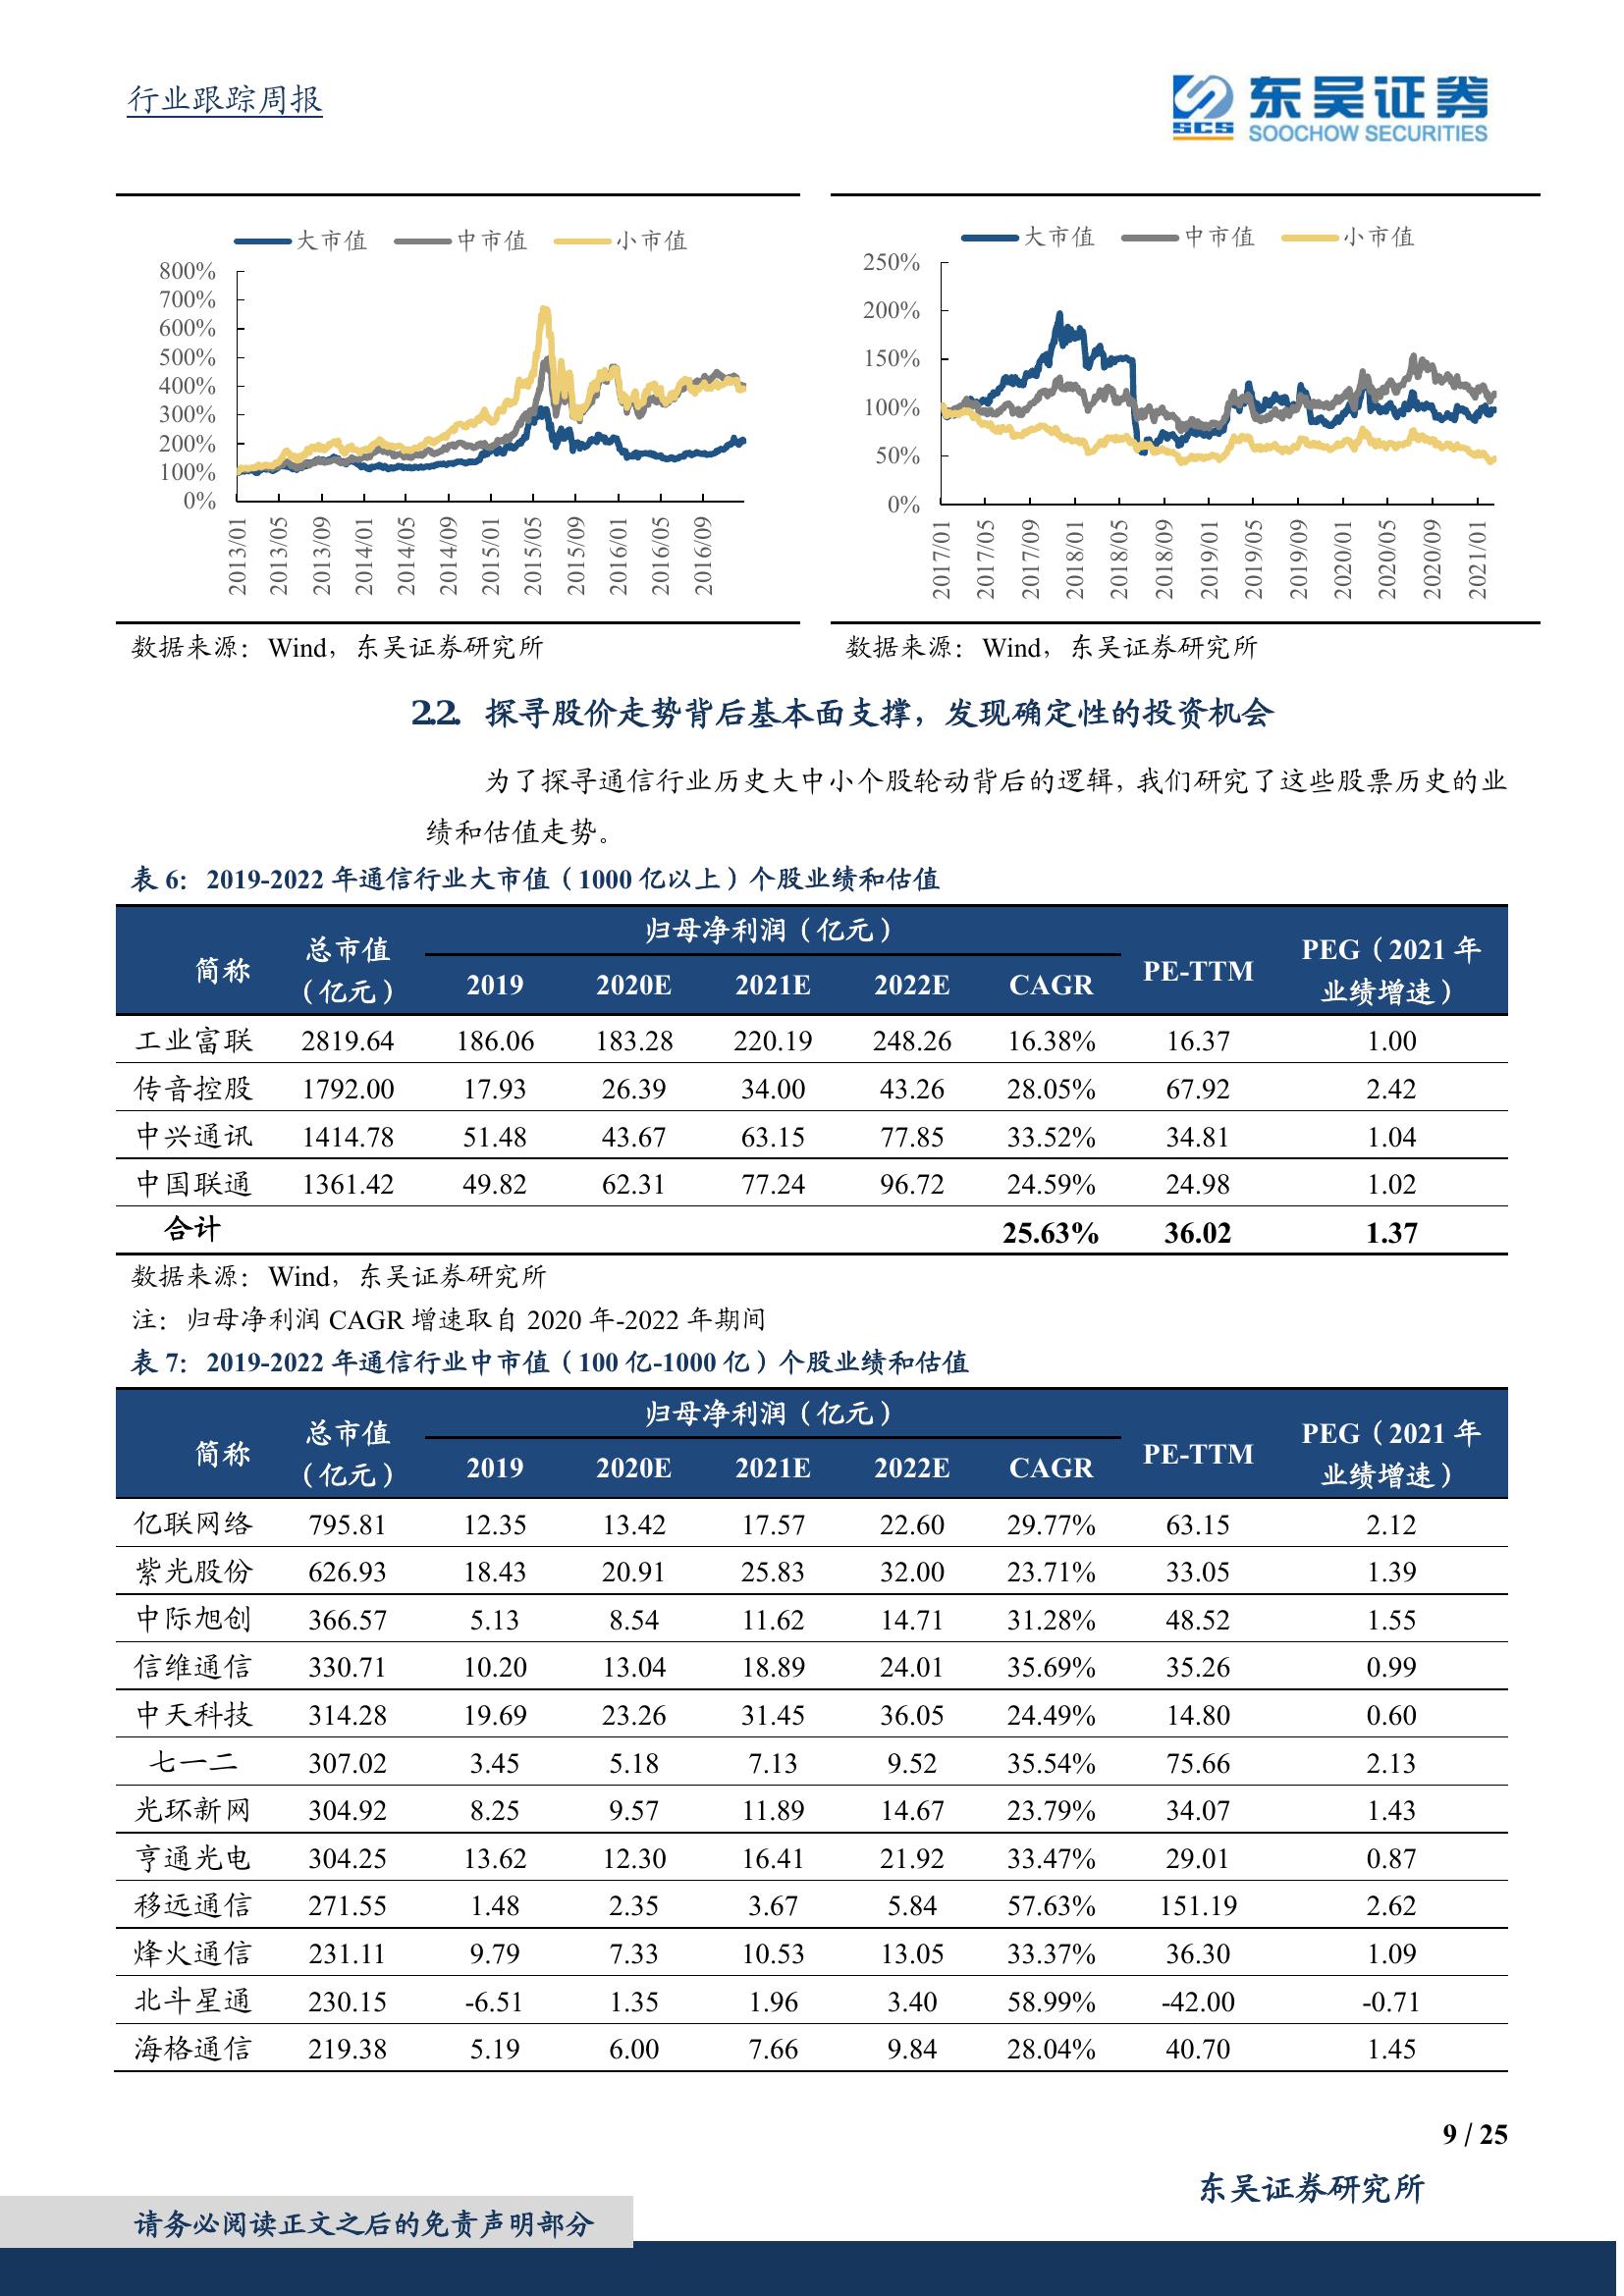 行业跟踪周报
SCS 东吴证券
SOOCHOW SECURITIES
大市值 中市值 小市值
800%
700%
600%
500%
400%
300%
200%
100%
0%
2013/01 2013/05 2013/09 2014/01 2014/05 2014/09 2015/01 2015/05 2015/09 2016/01 2016/05 2016/09
大市值 中市值 小市值
250%
200%
150%
100%
50%
0%
2017/01 2017/05 2017/09 2018/01 2018/05 2018/09 2019/01 2019/05 2019/09 2020/01 2020/05 2020/09 2021/01
数据来源：Wind，东吴证券研究所
数据来源：Wind，东吴证券研究所
2.2. 探寻股价走势背后基本面支撑，发现确定性的投资机会
为了探寻通信行业历史大中小个股轮动背后的逻辑，我们研究了这些股票历史的业
绩和估值走势。
表 6：2019-2022 年通信行业大市值（1000 亿以上）个股业绩和估值
简称 总市值（亿元） 归母净利润（亿元） PE-TTM PEG（2021 年业绩增速）
2019 2020E 2021E 2022E CAGR
工业富联 2819.64 186.06 183.28 220.19 248.26 16.38% 16.37 1.00
传音控股 1792.00 17.93 26.39 34.00 43.26 28.05% 67.92 2.42
中兴通讯 1414.78 51.48 43.67 63.15 77.85 33.52% 34.81 1.04
中国联通 1361.42 49.82 62.31 77.24 96.72 24.59% 24.98 1.02
合计 25.63% 36.02 1.37
数据来源：Wind，东吴证券研究所
注：归母净利润 CAGR 增速取自 2020 年-2022 年期间
表 7：2019-2022 年通信行业中市值（100 亿-1000 亿）个股业绩和估值
简称 总市值（亿元） 归母净利润（亿元） PE-TTM PEG（2021 年业绩增速）
2019 2020E 2021E 2022E CAGR
亿联网络 795.81 12.35 13.42 17.57 22.60 29.77% 63.15 2.12
紫光股份 626.93 18.43 20.91 25.83 32.00 23.71% 33.05 1.39
中际旭创 366.57 5.13 8.54 11.62 14.71 31.28% 48.52 1.55
信维通信 330.71 10.20 13.04 18.89 24.01 35.69% 35.26 0.99
中天科技 314.28 19.69 23.26 31.45 36.05 24.49% 14.80 0.60
七一二 307.02 3.45 5.18 7.13 9.52 35.54% 75.66 2.13
光环新网 304.92 8.25 9.57 11.89 14.67 23.79% 34.07 1.43
亨通光电 304.25 13.62 12.30 16.41 21.92 33.47% 29.01 0.87
移远通信 271.55 1.48 2.35 3.67 5.84 57.63% 151.19 2.62
烽火通信 231.11 9.79 7.33 10.53 13.05 33.37% 36.30 1.09
北斗星通 230.15 -6.51 1.35 1.96 3.40 58.99% -42.00 -0.71
海格通信 219.38 5.19 6.00 7.66 9.84 28.04% 40.70 1.45
9 / 25
东吴证券研究所
请务必阅读正文之后的免责声明部分